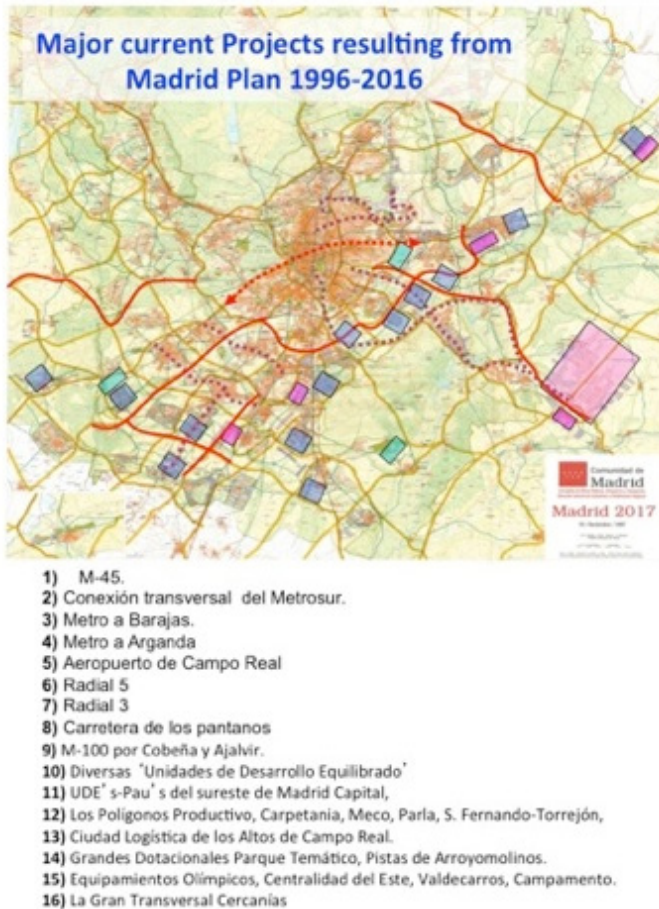 Major current Projects resulting from
Madrid Plan 1996-2016
Comunidad de
Madrid
Madrid 2017
1) M-45.
2) Conexión transversal del Metrosur.
3) Metro a Barajas.
4) Metro a Arganda
5) Aeropuerto de Campo Real
6) Radial 5
7) Radial 3
8) Carretera de los pantanos
9) M-100 por Cobeña y Ajalvir.
10) Diversas ‘Unidades de Desarrollo Equilibrado’
11) UDE’ s-Pau’ s del sureste de Madrid Capital,
12) Los Polígonos Productivo, Carpetania, Meco, Parla, S. Fernando-Torrejón,
13) Ciudad Logística de los Altos de Campo Real.
14) Grandes Dotacionales Parque Temático, Pistas de Arroyomolinos.
15) Equipamientos Olímpicos, Centralidad del Este, Valdecarros, Campamento.
16) La Gran Transversal Cercanías